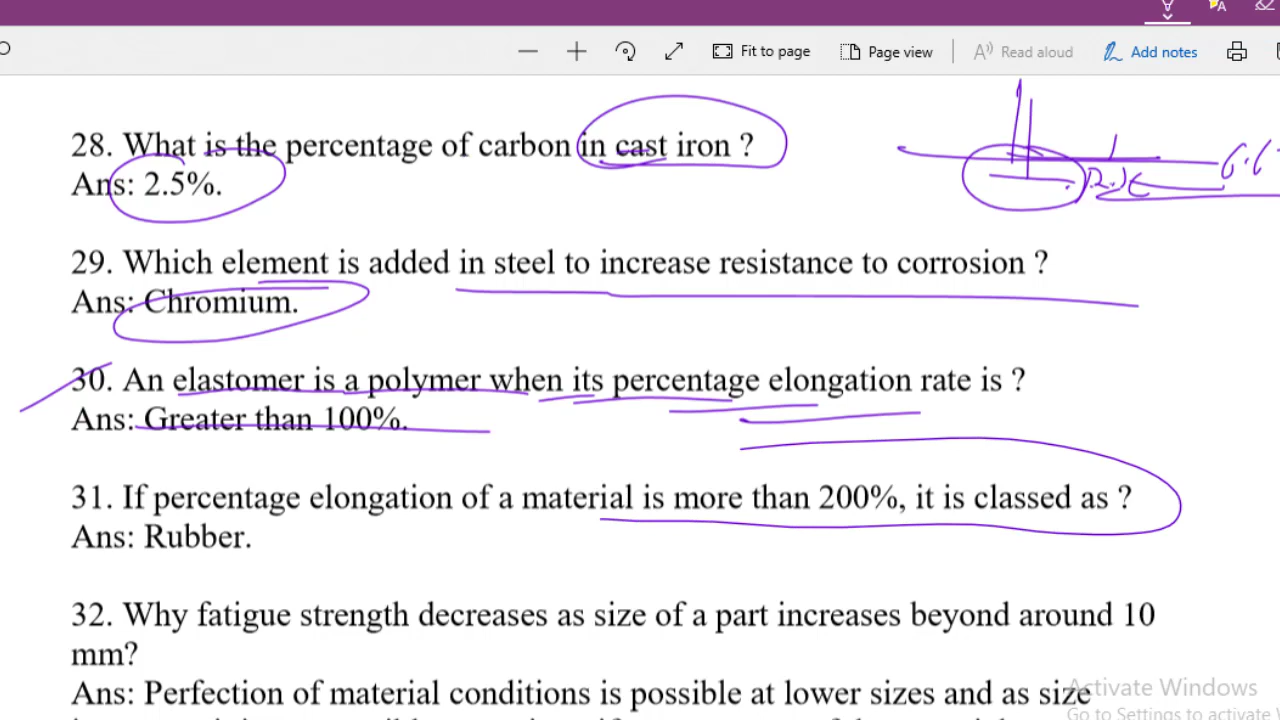 Fit to page Page view Read aloud Add notes
28. What is the percentage of carbon in cast iron ?
Ans: 2.5%.
29. Which element is added in steel to increase resistance to corrosion ?
Ans: Chromium.
30. An elastomer is a polymer when its percentage elongation rate is ?
Ans: Greater than 100%.
31. If percentage elongation of a material is more than 200%, it is classed as ?
Ans: Rubber.
32. Why fatigue strength decreases as size of a part increases beyond around 10
mm?
Ans: Perfection of material conditions is possible at lower sizes and as size
Activate Windows
Go to Settings to activate